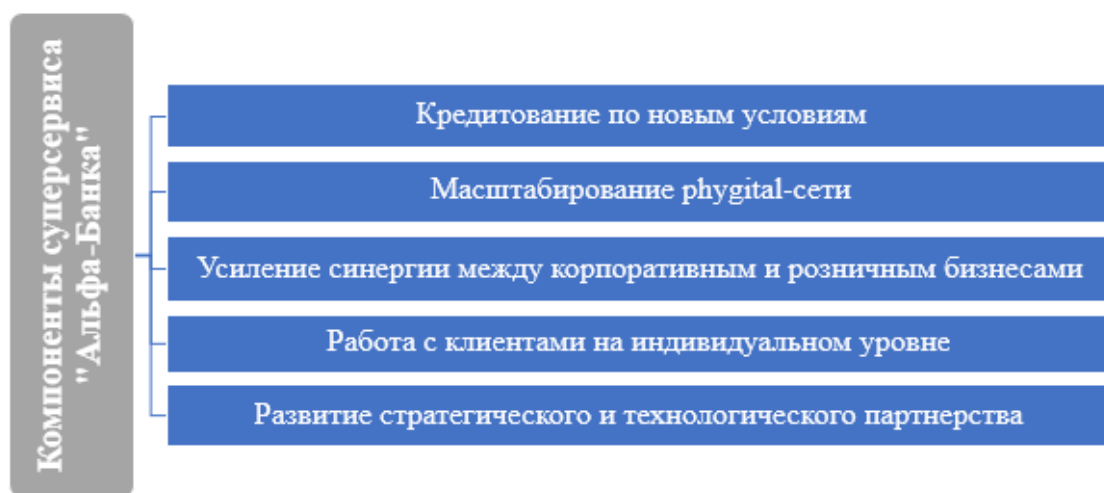 Компоненты суперсервиса
"Альфа-Банка"
Кредитование по новым условиям
Масштабирование phygital-сети
Усиление синергии между корпоративным и розничным бизнесами
Работа с клиентами на индивидуальном уровне
Развитие стратегического и технологического партнерства